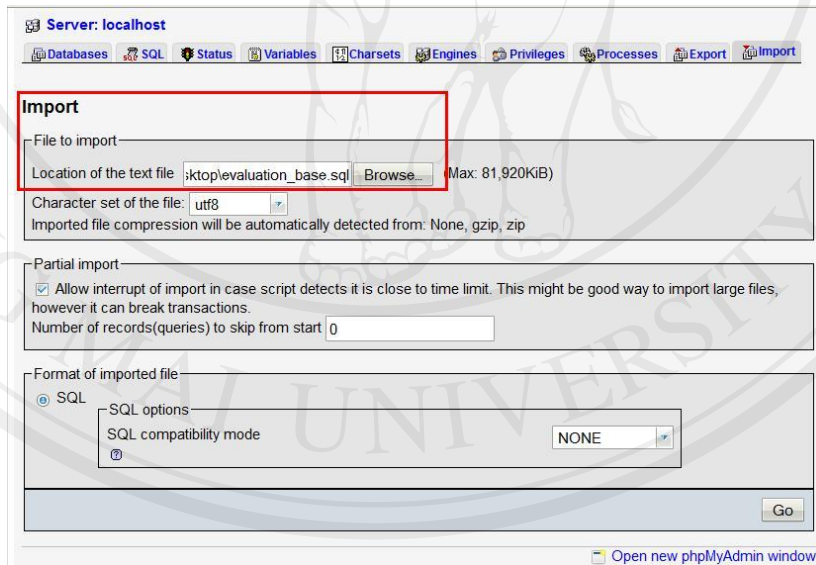 Server: localhost
Databases SQL Status Variables Charsets Engines Privileges Processes Export Import
Import
File to import
Location of the text file sktop\evaluation_base.sql Browse... (Max: 81,920KiB)
Character set of the file: utf8
Imported file compression will be automatically detected from: None, gzip, zip
Partial import
Allow interrupt of import in case script detects it is close to time limit. This might be good way to import large files,
however it can break transactions.
Number of records(queries) to skip from start 0
Format of imported file
SQL
SQL options
SQL compatibility mode NONE
Go
Open new phpMyAdmin window
MAI UNIVERSITY